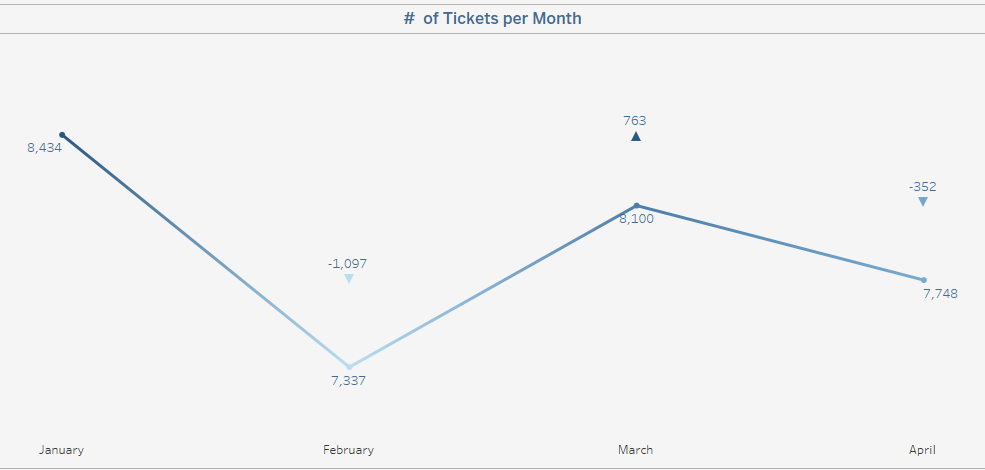 # of Tickets per Month
763
8,434
-352
8,100
-1,097
7,748
7,337
January
February
March
April